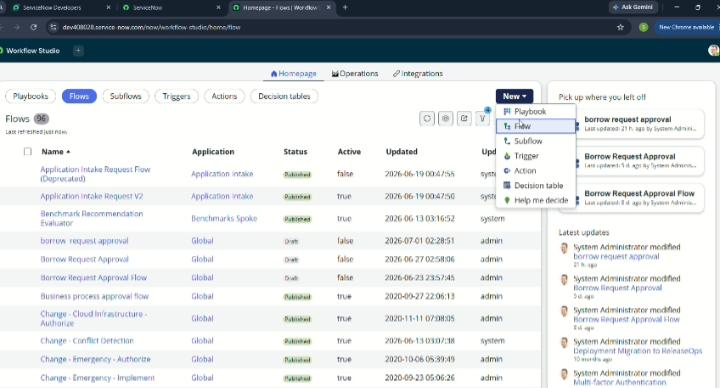 ServiceNow Developers
ServiceNow
Homepage - Flows | Workflow
Ask Gemini
dev408028.service-now.com/now/workflow-studio/home/flow
New Chrome available
Workflow Studio
Homepage
Operations
Integrations
Playbooks
Flows
Subflows
Triggers
Actions
Decision tables
New
Flows 96
Last refreshed just now.
4
Playbook
Flow
Subflow
Trigger
Action
Decision table
Help me decide
Name
Application
Status
Active
Updated
Application Intake Request Flow
(Deprecated)
Application Intake
Published
false
2026-06-19 00:47:55
system
Application Intake Request V2
Application Intake
Published
true
2026-06-19 00:47:50
system
Benchmark Recommendation
Evaluator
Benchmarks Spoke
Published
true
2026-06-13 03:16:52
system
borrow request approval
Global
Draft
false
2026-07-01 02:28:51
admin
Borrow Request Approval
Global
Draft
false
2026-06-27 02:58:06
admin
Borrow Request Approval Flow
Global
Draft
false
2026-06-23 23:57:45
admin
Business process approval flow
Global
Published
true
2020-09-27 22:06:13
admin
Change - Cloud Infrastructure -
Authorize
Global
Published
true
2020-11-11 07:08:05
admin
Change - Conflict Detection
Global
Published
true
2026-06-13 03:07:38
system
Change - Emergency - Authorize
Global
Published
true
2020-10-06 05:39:49
admin
Change - Emergency - Implement
Global
Published
true
2020-09-23 05:06:26
admin
Pick up where you left off
borrow request approval
Last updated: 21 h. ago by System Admini...
Borrow Request Approval
Last updated: 5 d. ago by System Adminis...
Borrow Request Approval Flow
Last updated: 8 d. ago by System Adminis...
Latest updates
System Administrator modified
borrow request approval
21 h. ago
System Administrator modified
Borrow Request Approval
5 d. ago
System Administrator modified
Borrow Request Approval Flow
8 d. ago
System Administrator modified
Deployment Migration to ReleaseOps
10 months ago
System Administrator modified
Multi-factor Authentication